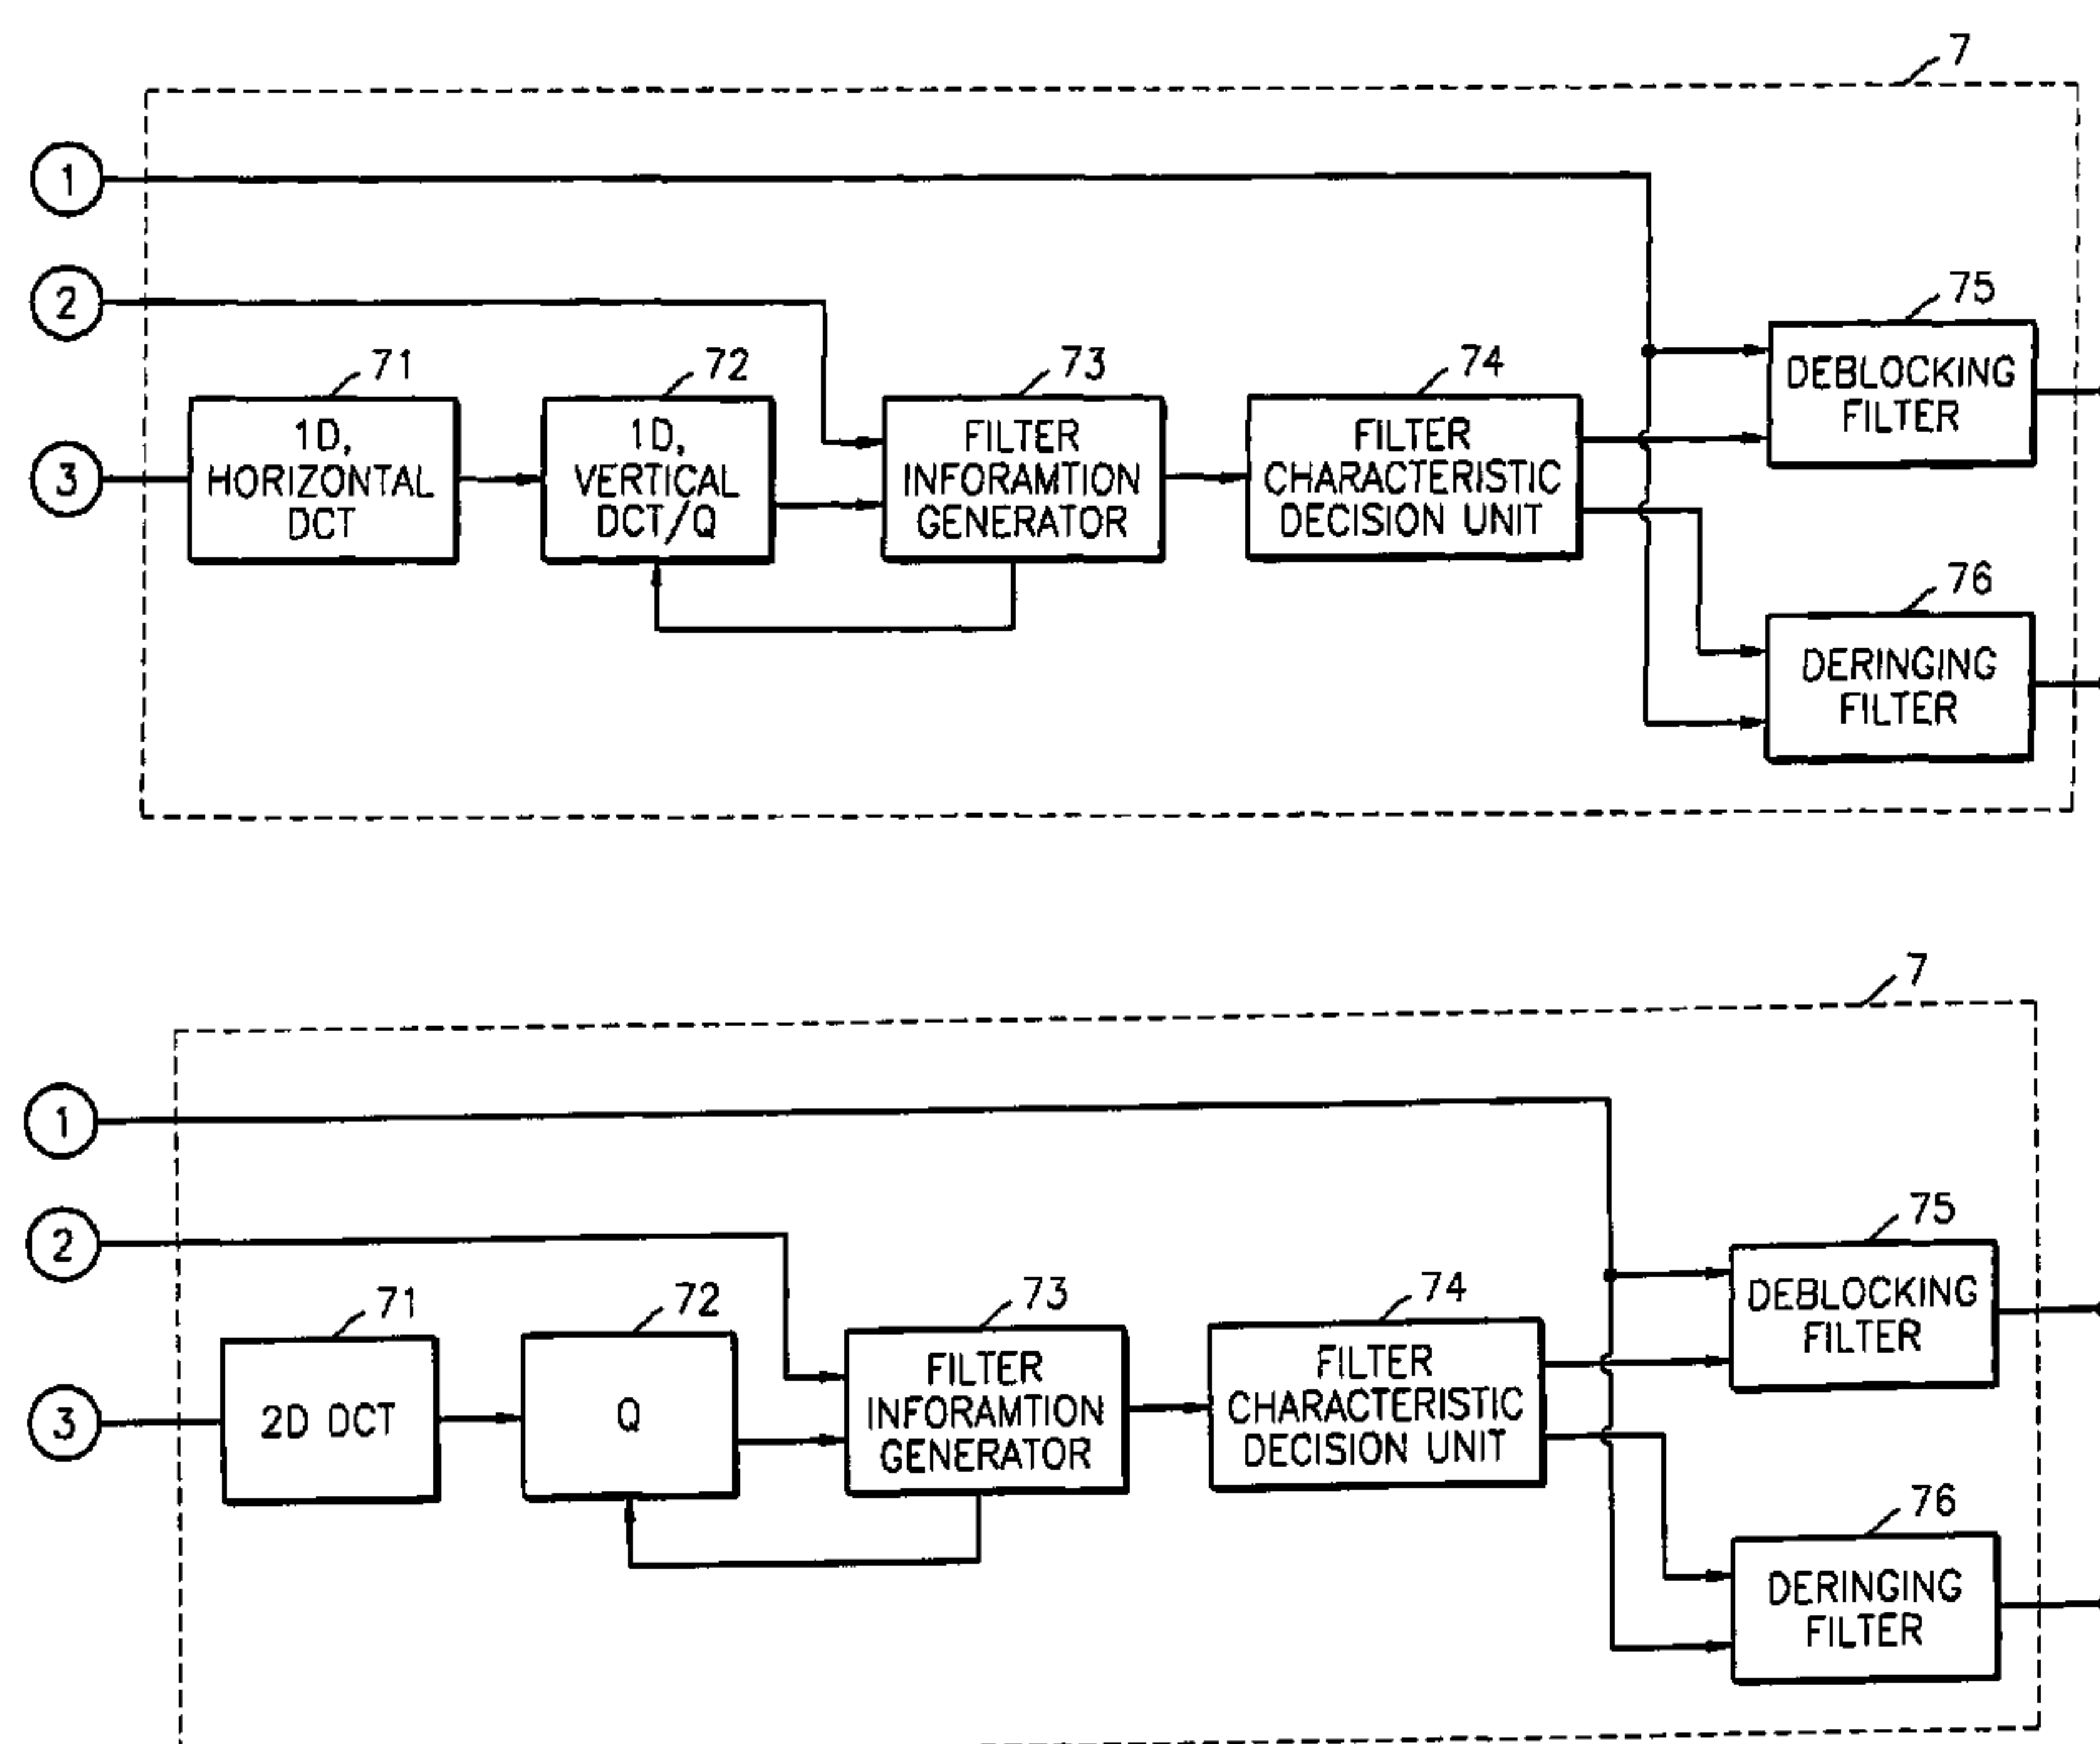 7
1
2
75
71
72
73
74
DEBLOCKING
FILTER
1D,
HORIZONTAL
DCT
1D,
VERTICAL
DCT/Q
FILTER
INFORAMTION
GENERATOR
FILTER
CHARACTERISTIC
DECISION UNIT
3
76
DERINGING
FILTER
7
1
2
75
71
72
73
74
DEBLOCKING
FILTER
3
2D DCT
Q
FILTER
INFORAMTION
GENERATOR
FILTER
CHARACTERISTIC
DECISION UNIT
76
DERINGING
FILTER